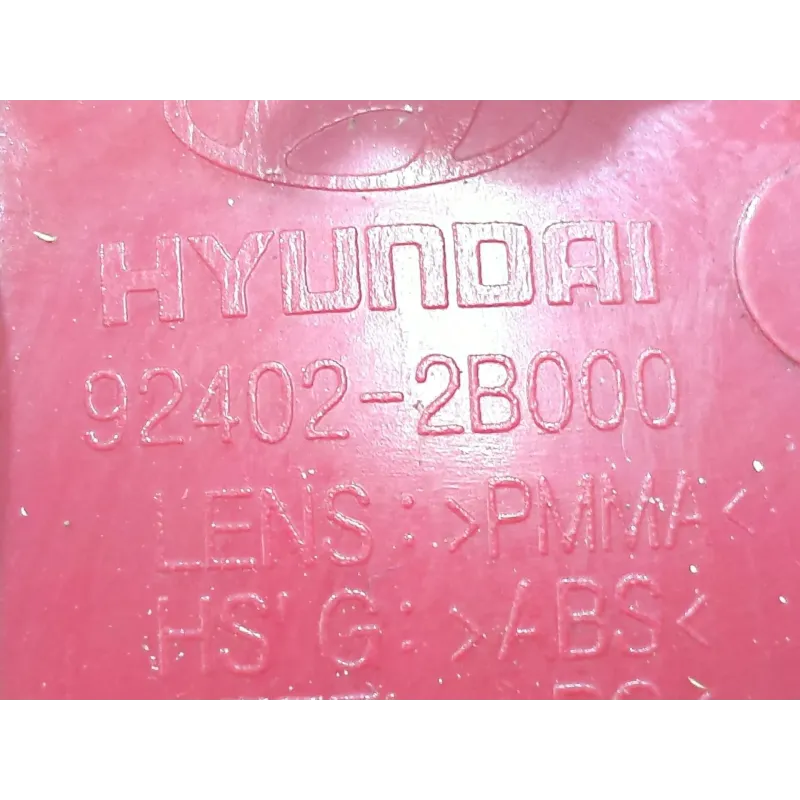 HYUNDAI
92402-2B000
LENS: >PMMA<
HS'G: >ABS<